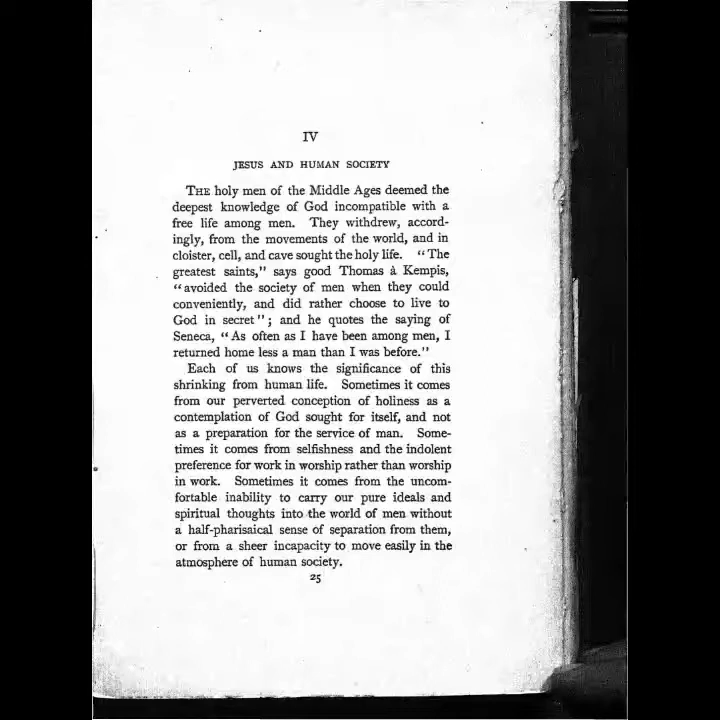 IV
JESUS AND HUMAN SOCIETY
THE holy men of the Middle Ages deemed the
deepest knowledge of God incompatible with a
free life among men. They withdrew, accord-
ingly, from the movements of the world, and in
cloister, cell, and cave sought the holy life. "The
greatest saints," says good Thomas à Kempis,
"avoided the society of men when they could
conveniently, and did rather choose to live to
God in secret"; and he quotes the saying of
Seneca, "As often as I have been among men, I
returned home less a man than I was before."
Each of us knows the significance of this
shrinking from human life. Sometimes it comes
from our perverted conception of holiness as a
contemplation of God sought for itself, and not
as a preparation for the service of man. Some-
times it comes from selfishness and the indolent
preference for work in worship rather than worship
in work. Sometimes it comes from the uncom-
fortable inability to carry our pure ideals and
spiritual thoughts into the world of men without
a half-pharisaical sense of separation from them,
or from a sheer incapacity to move easily in the
atmosphere of human society.
25